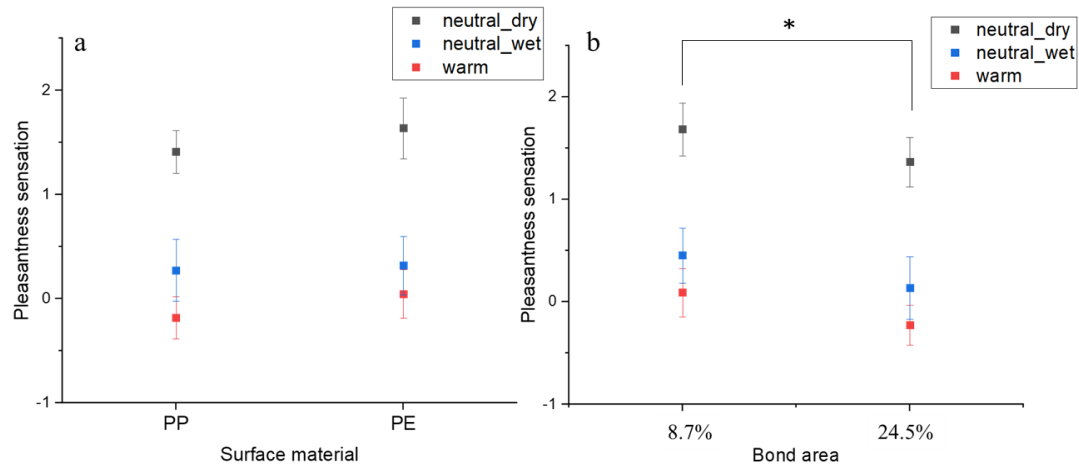 a
neutral_dry
neutral_wet
warm
2
1
0
-1
Pleasantness sensation
PP
PE
Surface material
b
*
neutral_dry
neutral_wet
warm
2
1
0
-1
Pleasantness sensation
8.7%
24.5%
Bond area